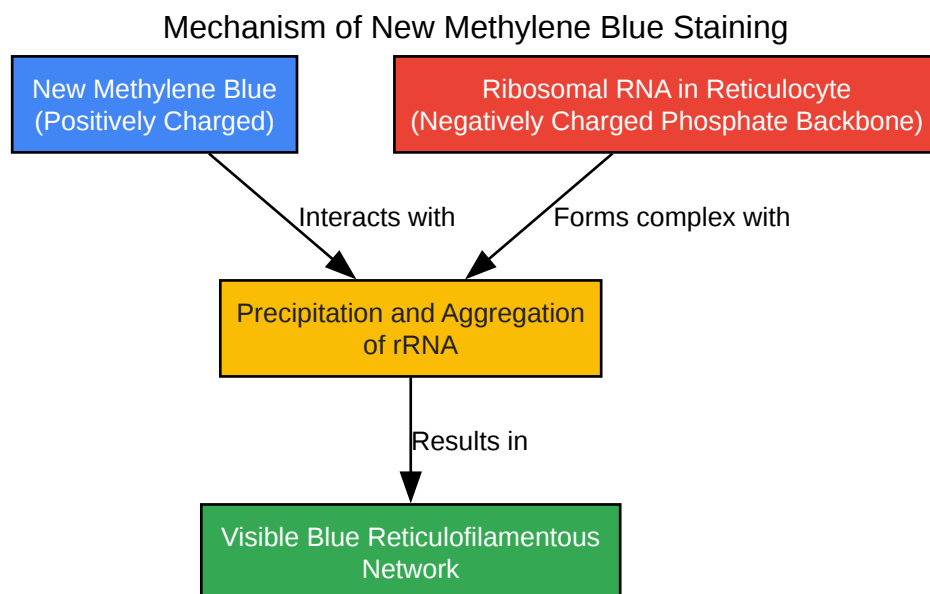 Mechanism of New Methylene Blue Staining
New Methylene Blue
(Positively Charged)
Ribosomal RNA in Reticulocyte
(Negatively Charged Phosphate Backbone)
Interacts with
Forms complex with
Precipitation and Aggregation
of rRNA
Results in
Visible Blue Reticulofilamentous
Network